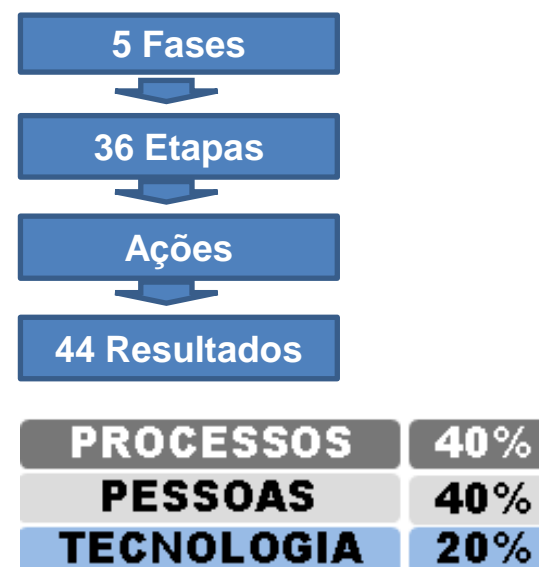 5 Fases
36 Etapas
Ações
44 Resultados
PROCESSOS 40%
PESSOAS 40%
TECNOLOGIA 20%